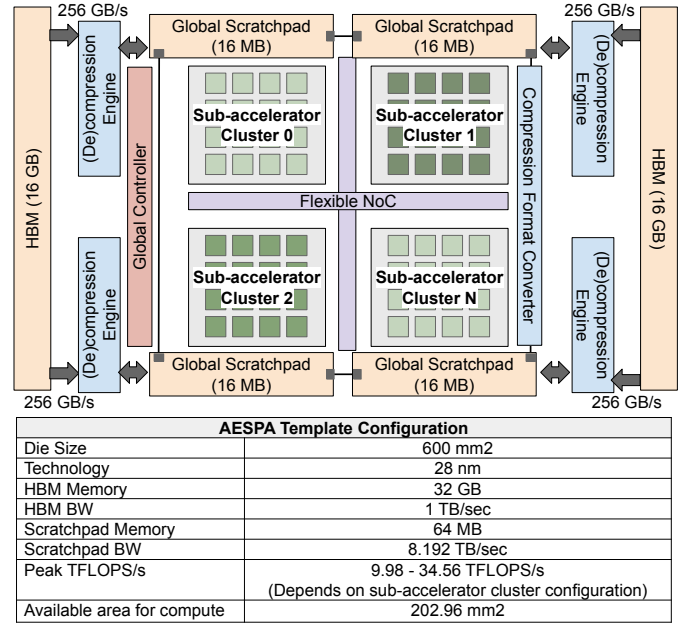 256 GB/s
256 GB/s
Global Scratchpad
(16 MB)
Global Scratchpad
(16 MB)
HBM (16 GB)
(De)compression
Engine
Global Controller
Sub-accelerator
Cluster 0
Sub-accelerator
Cluster 1
Compression Format Converter
(De)compression
Engine
HBM (16 GB)
Flexible NoC
(De)compression
Engine
Sub-accelerator
Cluster 2
Sub-accelerator
Cluster N
(De)compression
Engine
Global Scratchpad
(16 MB)
Global Scratchpad
(16 MB)
256 GB/s
256 GB/s
AESPA Template Configuration
Die Size 600 mm2
Technology 28 nm
HBM Memory 32 GB
HBM BW 1 TB/sec
Scratchpad Memory 64 MB
Scratchpad BW 8.192 TB/sec
Peak TFLOPS/s 9.98 - 34.56 TFLOPS/s
(Depends on sub-accelerator cluster configuration)
Available area for compute 202.96 mm2